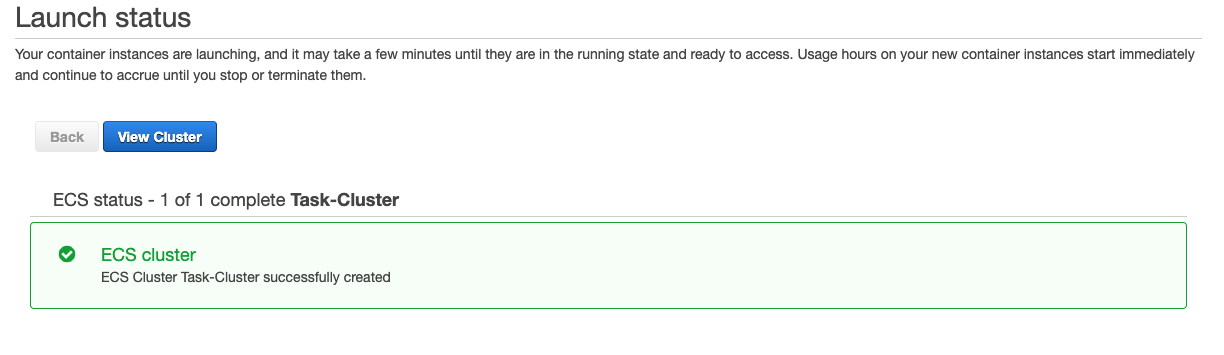 Launch status
Your container instances are launching, and it may take a few minutes until they are in the running state and ready to access. Usage hours on your new container instances start immediately
and continue to accrue until you stop or terminate them.
Back View Cluster
ECS status - 1 of 1 complete Task-Cluster
ECS cluster
ECS Cluster Task-Cluster successfully created